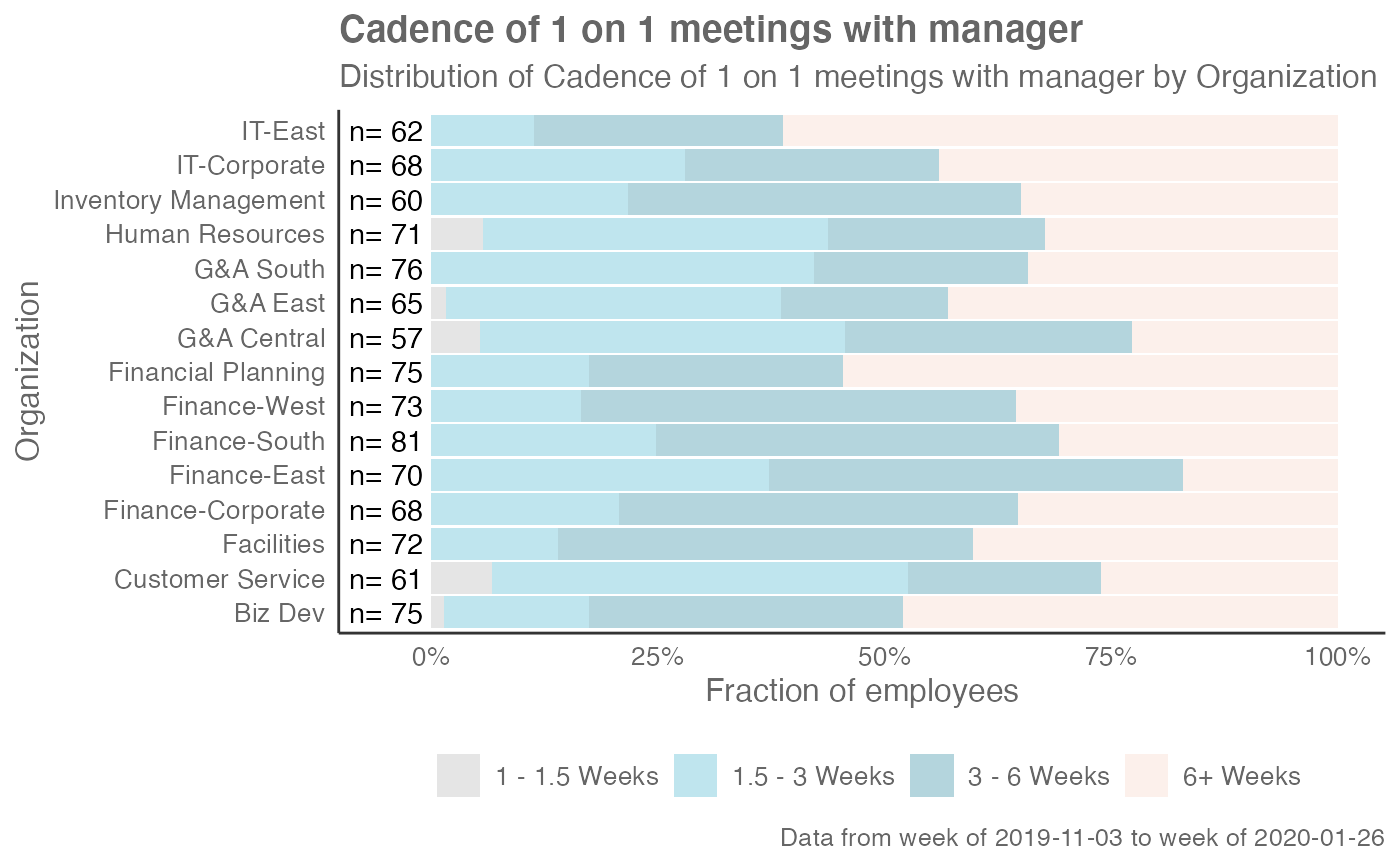 Cadence of 1 on 1 meetings with manager
Distribution of Cadence of 1 on 1 meetings with manager by Organization
Organization
IT-East n= 62
IT-Corporate n= 68
Inventory Management n= 60
Human Resources n= 71
G&A South n= 76
G&A East n= 65
G&A Central n= 57
Financial Planning n= 75
Finance-West n= 73
Finance-South n= 81
Finance-East n= 70
Finance-Corporate n= 68
Facilities n= 72
Customer Service n= 61
Biz Dev n= 75
0% 25% 50% 75% 100%
Fraction of employees
1 - 1.5 Weeks 1.5 - 3 Weeks 3 - 6 Weeks 6+ Weeks
Data from week of 2019-11-03 to week of 2020-01-26